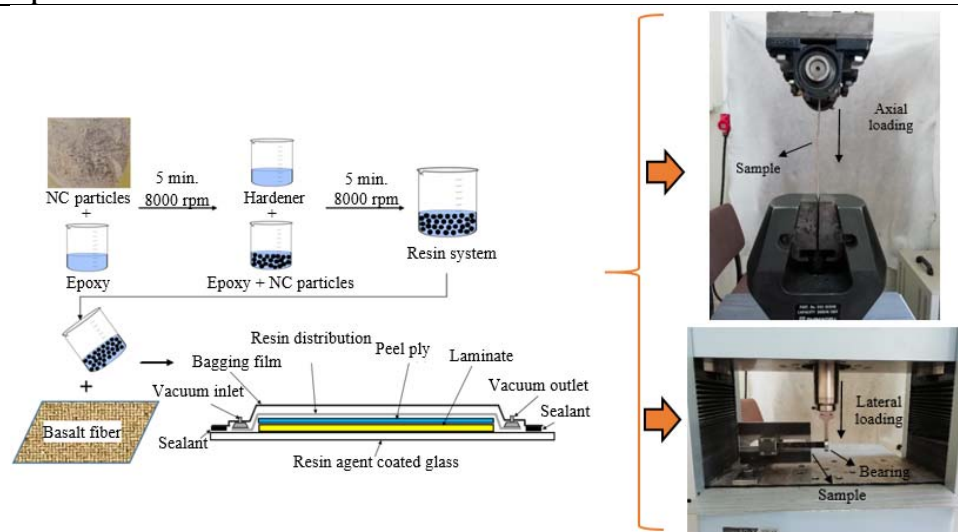 5 min.
8000 rpm
5 min.
8000 rpm
NC particles
+
Epoxy
Hardener
+
Epoxy + NC particles
Resin system
+
Basalt fiber
Resin distribution
Bagging film
Peel ply
Laminate
Vacuum inlet
Vacuum outlet
Sealant
Sealant
Resin agent coated glass
Axial
loading
Sample
Lateral
loading
Bearing
Sample